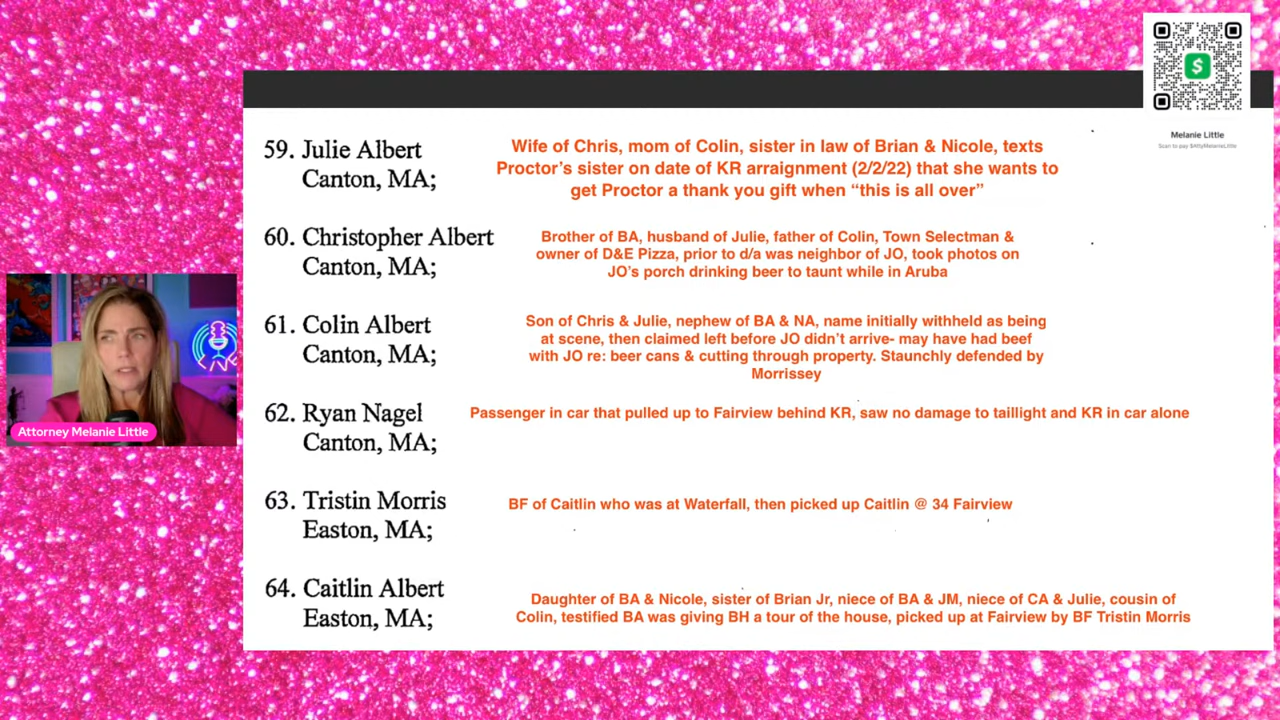 Melanie Little
Scan to pay $AttyMelanieLittle
59. Julie Albert
Canton, MA;
Wife of Chris, mom of Colin, sister in law of Brian & Nicole, texts
Proctor's sister on date of KR arraignment (2/2/22) that she wants to
get Proctor a thank you gift when “this is all over”
60. Christopher Albert
Canton, MA;
Brother of BA, husband of Julie, father of Colin, Town Selectman &
owner of D&E Pizza, prior to d/a was neighbor of JO, took photos on
JO's porch drinking beer to taunt while in Aruba
61. Colin Albert
Canton, MA;
Son of Chris & Julie, nephew of BA & NA, name initially withheld as being
at scene, then claimed left before JO didn't arrive- may have had beef
with JO re: beer cans & cutting through property. Staunchly defended by
Morrissey
62. Ryan Nagel
Canton, MA;
Passenger in car that pulled up to Fairview behind KR, saw no damage to taillight and KR in car alone
Attorney Melanie Little
63. Tristin Morris
Easton, MA;
BF of Caitlin who was at Waterfall, then picked up Caitlin @ 34 Fairview
64. Caitlin Albert
Easton, MA;
Daughter of BA & Nicole, sister of Brian Jr, niece of BA & JM, niece of CA & Julie, cousin of
Colin, testified BA was giving BH a tour of the house, picked up at Fairview by BF Tristin Morris